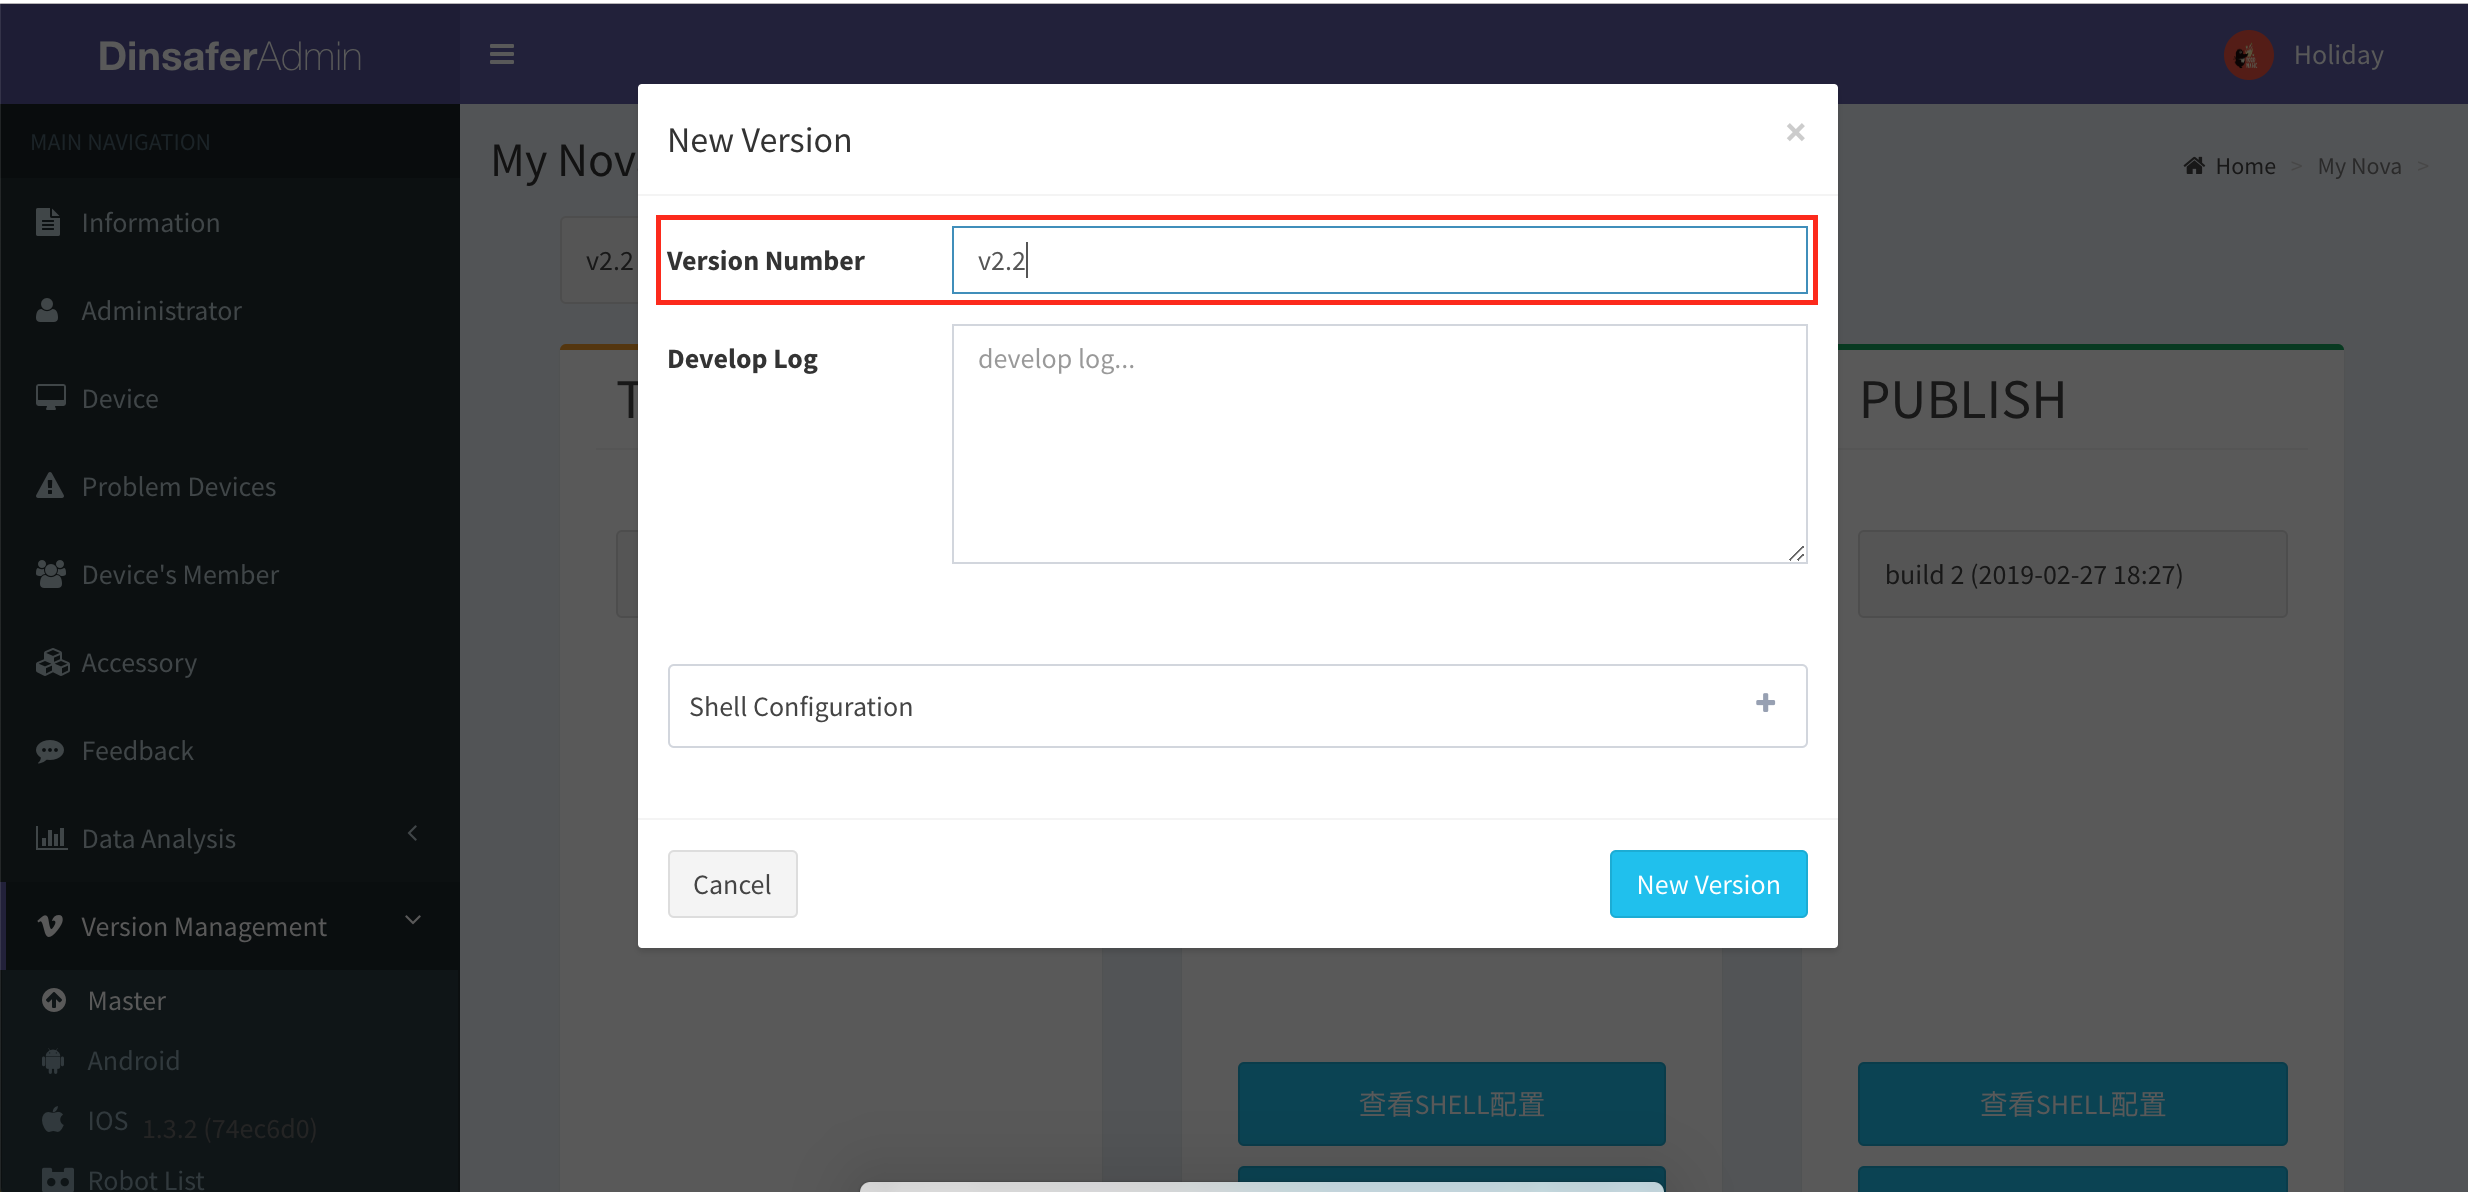 DinsaferAdmin
Holiday
MAIN NAVIGATION
Information
Administrator
Device
Problem Devices
Device's Member
Accessory
Feedback
Data Analysis
Version Management
Master
Android
IOS
1.3.2 (74ec6d0)
Robot List
My Nov
Home > My Nova >
v2.2
T
New Version
×
Version Number
v2.2
Develop Log
develop log...
Shell Configuration
+
Cancel
New Version
PUBLISH
build 2 (2019-02-27 18:27)
查看SHELL配置
查看SHELL配置